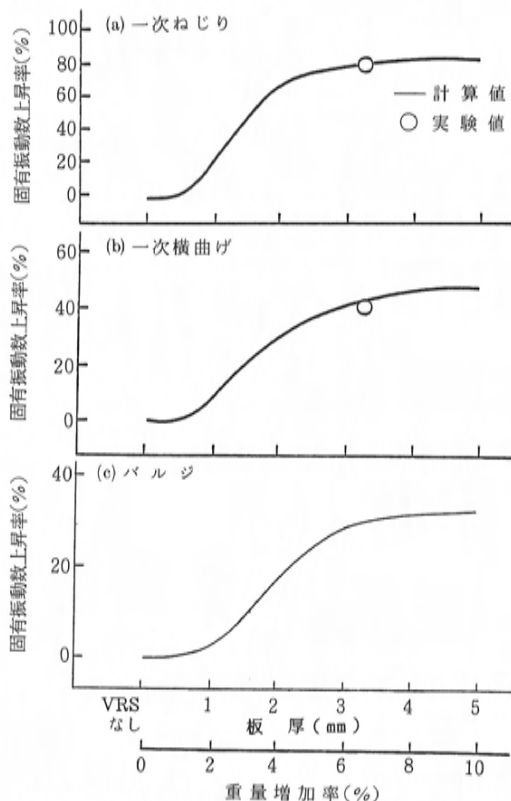 (a) 一次ねじり
固有振動数上昇率(%)
100
80
60
40
20
0
計算値
実験値
(b) 一次横曲げ
固有振動数上昇率(%)
60
40
20
0
(c) バルジ
固有振動数上昇率(%)
40
20
0
VRS
なし
1 2 3 4 5
板厚(mm)
0 2 4 6 8 10
重量増加率(%)